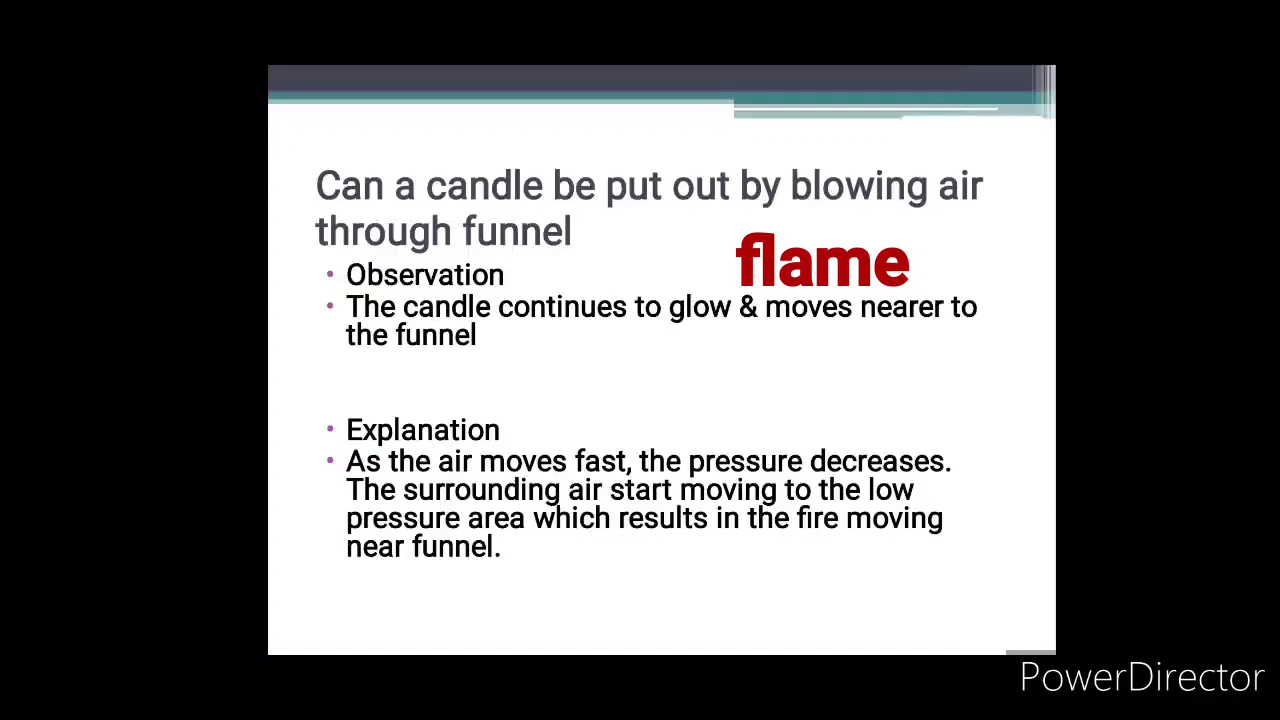 Can a candle be put out by blowing air
through funnel
flame
• Observation
• The candle continues to glow & moves nearer to
the funnel
• Explanation
• As the air moves fast, the pressure decreases.
The surrounding air start moving to the low
pressure area which results in the fire moving
near funnel.
PowerDirector